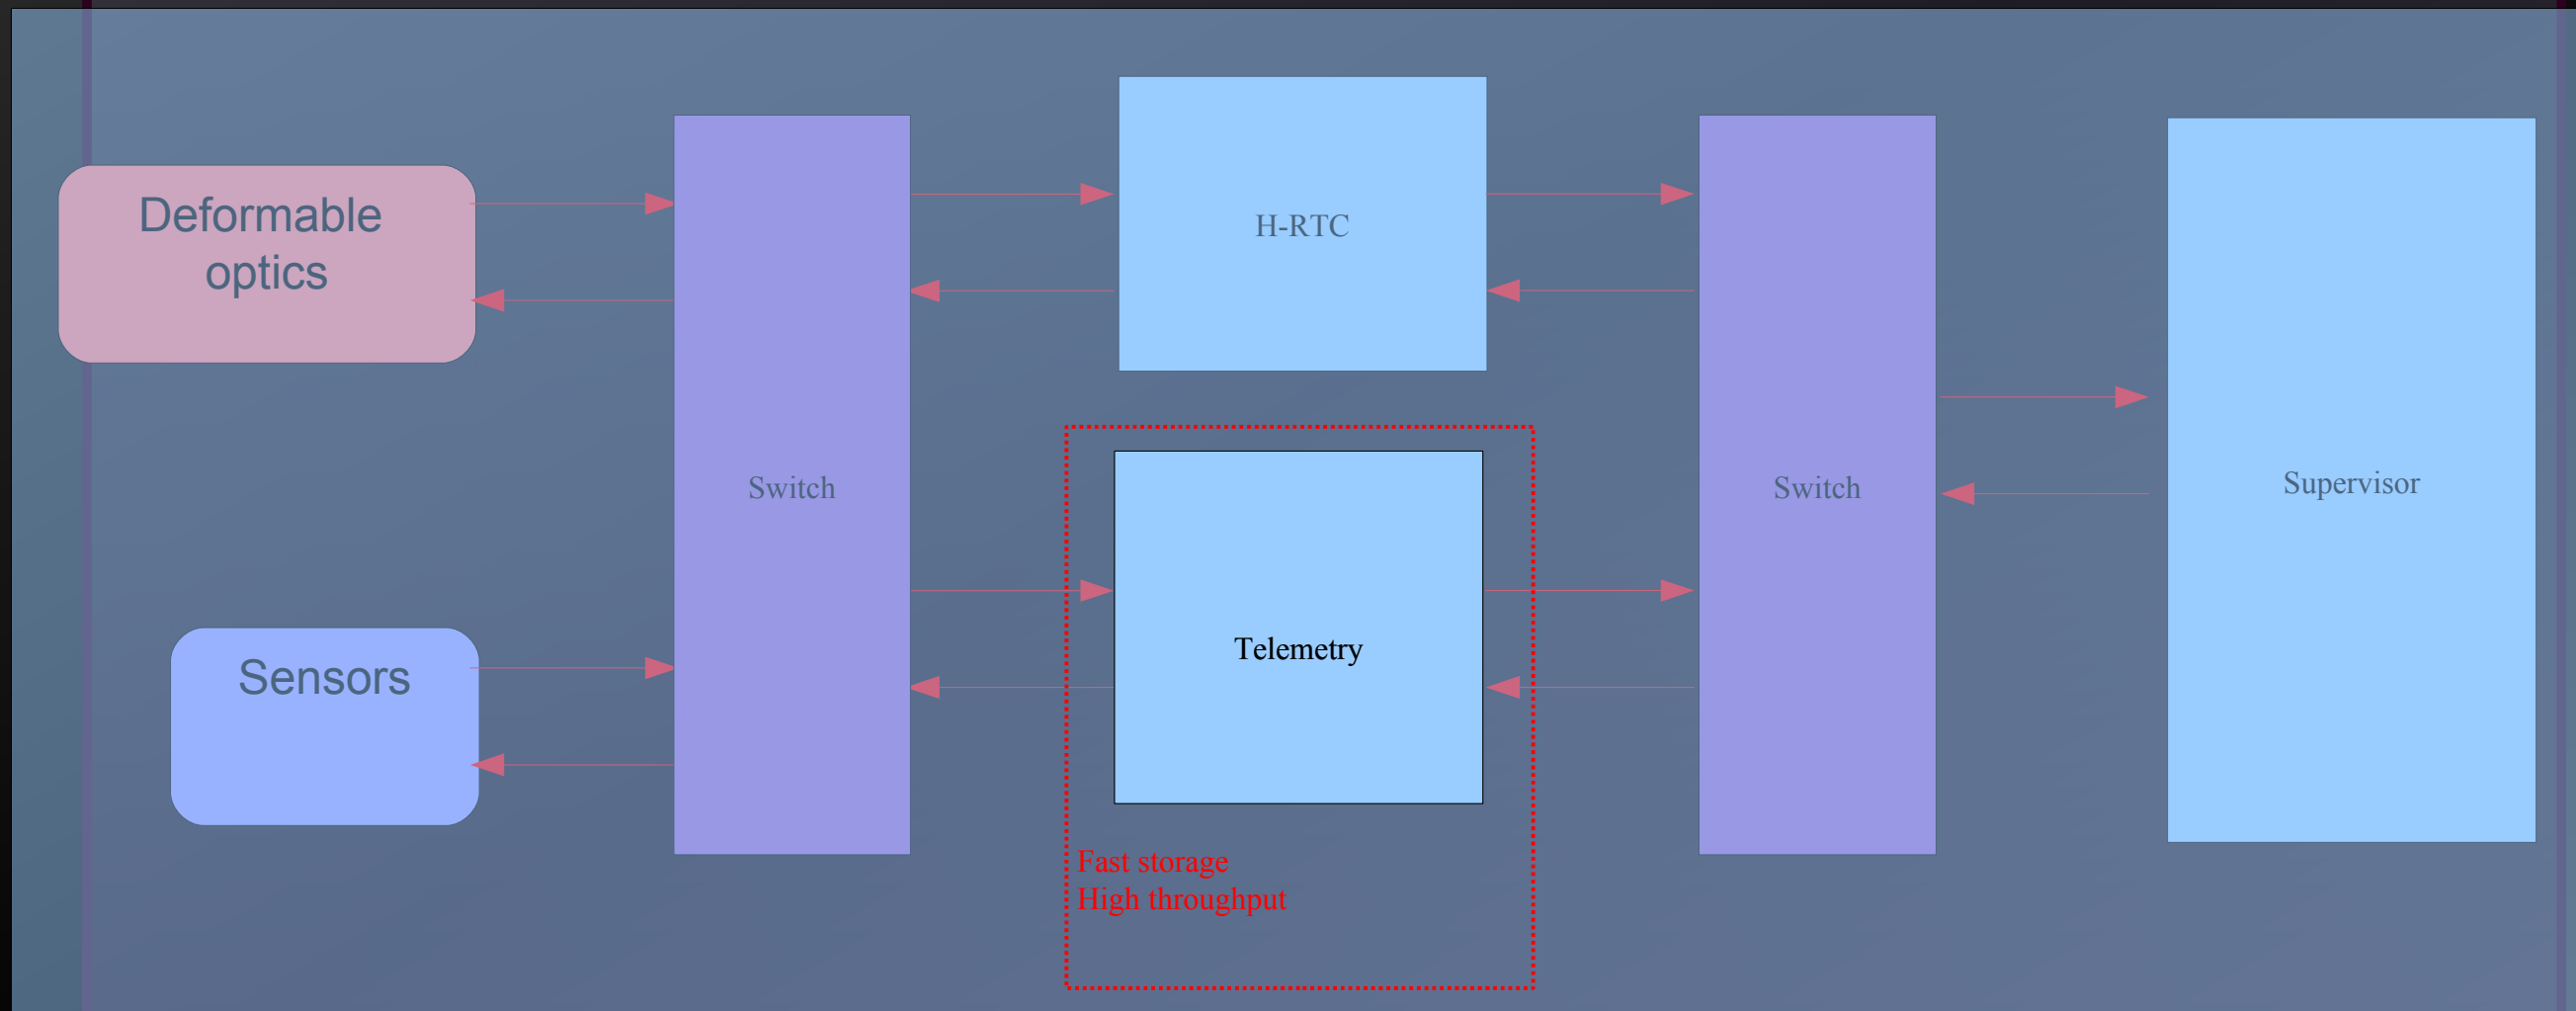 Deformable
optics
Switch
H-RTC
Switch
Supervisor
Sensors
Telemetry
Fast storage
High throughput